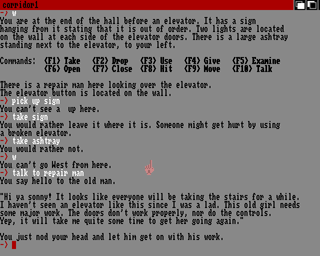 corridor1
-> w
You are at the end of the hall before an elevator. It has a sign
hanging from it stating that it is out of order. Two lights are located
on the wall at each side of the elevator doors. There is a large ashtray
standing next to the elevator, to your left.
Commands: (F1) Take (F2) Drop (F3) Use (F4) Give (F5) Examine
(F6) Open (F7) Close (F8) Hit (F9) Move (F10) Talk
There is a repair man here looking over the elevator.
The elevator button is located on the wall.
-> pick up sign
You can't see a up here.
-> take sign
You would rather leave it where it is. Someone might get hurt by using
a broken elevator.
-> take ashtray
You would rather not.
-> w
You can't go West from here.
-> talk to repair man
You say hello to the old man.
"Hi ya sonny! It looks like everyone will be taking the stairs for a while.
I haven't seen an elevator like this since I was a lad. This old girl needs
some major work. The doors don't work properly, nor do the controls.
Yep, it will take me quite some time to get her going again."
You just nod your head and let him get on with his work.
->